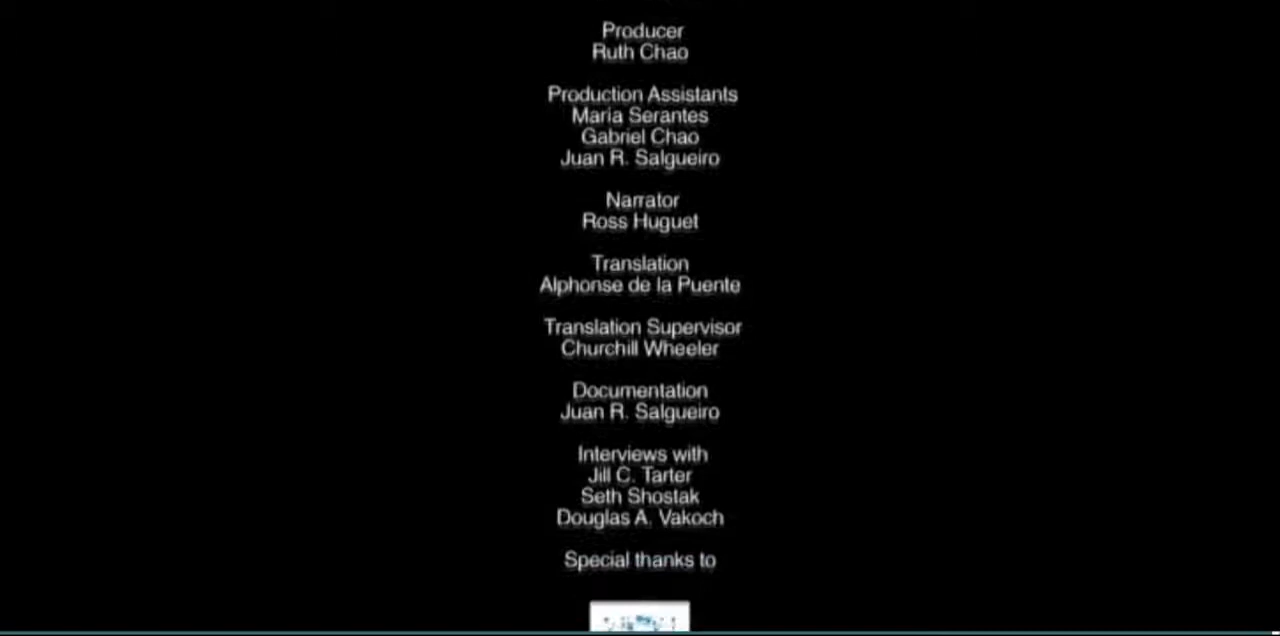 Producer
Ruth Chao
Production Assistants
María Serantes
Gabriel Chao
Juan R. Salgueiro
Narrator
Ross Huguet
Translation
Alphonse de la Puente
Translation Supervisor
Churchill Wheeler
Documentation
Juan R. Salgueiro
Interviews with
Jill C. Tarter
Seth Shostak
Douglas A. Vakoch
Special thanks to